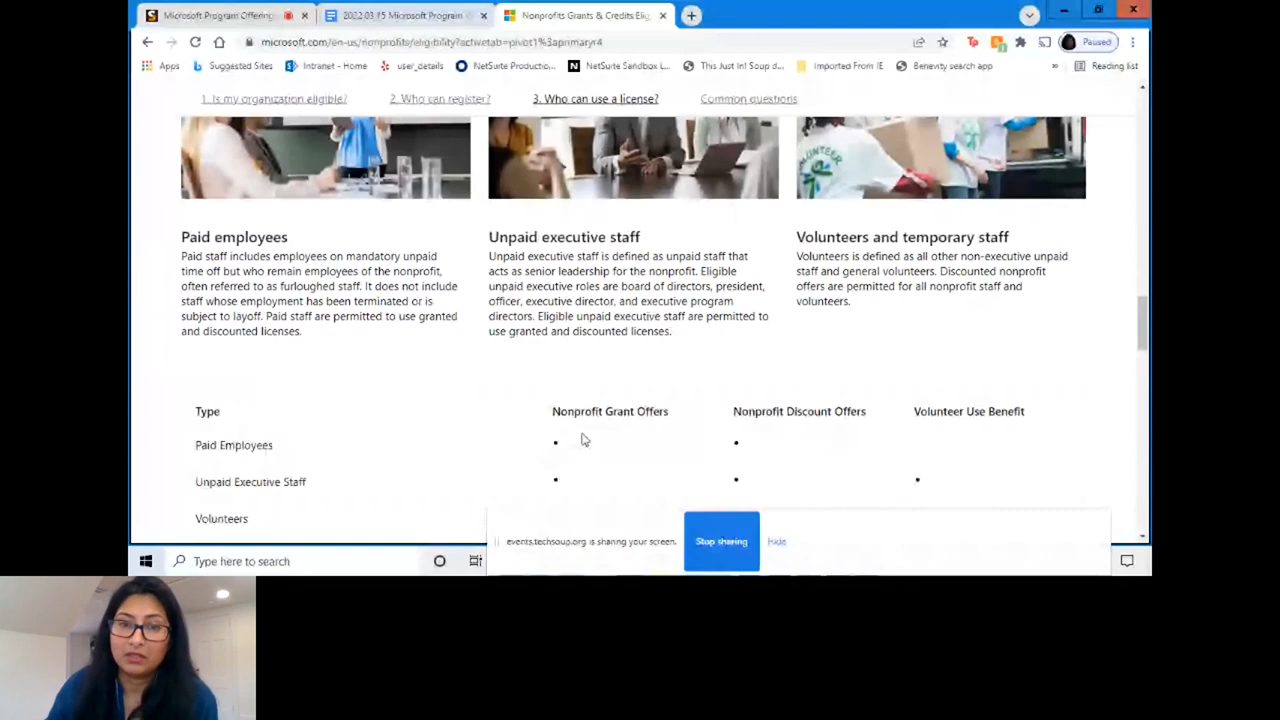 Microsoft Program Offering
2022 03 15 Microsoft Program
Nonprofits Grants & Credits Elig
microsoft.com/en-us/nonprofits/eligibility?activetab=pivot1%3aprimaryr4
Paused
Apps
Suggested Sites
Intranet - Home
user_details
NetSuite Productio...
NetSuite Sandbox L...
This Just In! Soup d...
Imported From IE
Benevity search app
»
Reading list
1. Is my organization eligible?
2. Who can register?
3. Who can use a license?
Common questions
VOLUNTEER
Paid employees
Paid staff includes employees on mandatory unpaid
time off but who remain employees of the nonprofit,
often referred to as furloughed staff. It does not include
staff whose employment has been terminated or is
subject to layoff. Paid staff are permitted to use granted
and discounted licenses.
Unpaid executive staff
Unpaid executive staff is defined as unpaid staff that
acts as senior leadership for the nonprofit. Eligible
unpaid executive roles are board of directors, president,
officer, executive director, and executive program
directors. Eligible unpaid executive staff are permitted to
use granted and discounted licenses.
Volunteers and temporary staff
Volunteers is defined as all other non-executive unpaid
staff and general volunteers. Discounted nonprofit
offers are permitted for all nonprofit staff and
volunteers.
Type
Nonprofit Grant Offers
Nonprofit Discount Offers
Volunteer Use Benefit
Paid Employees
•
•
Unpaid Executive Staff
•
•
•
Volunteers
events.techsoup.org is sharing your screen.
Stop sharing
Hide
Type here to search